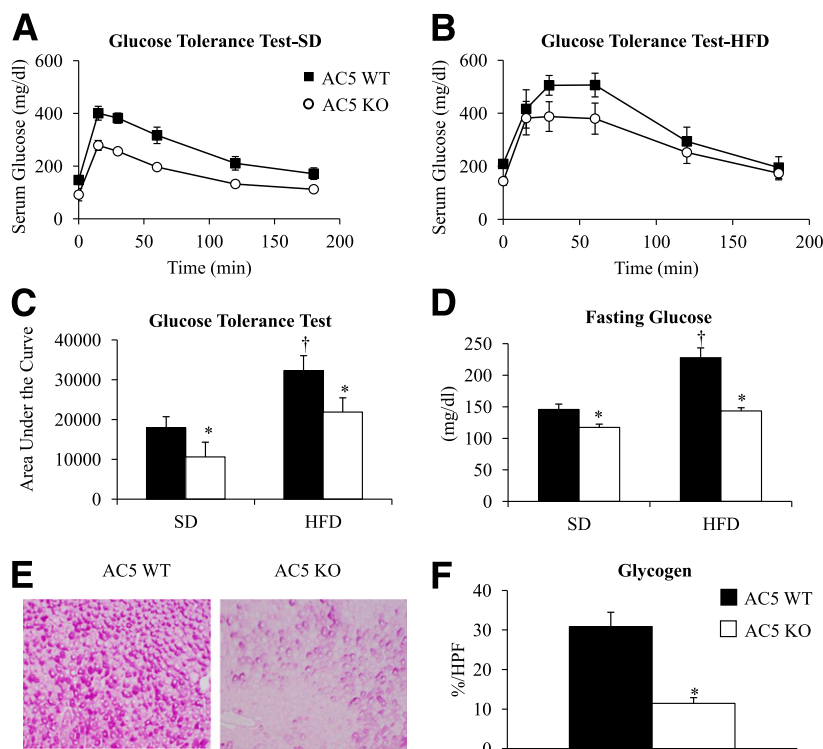 A
Glucose Tolerance Test-SD
Serum Glucose (mg/dl)
600
400
200
0
0
50
100
150
200
Time (min)
AC5 WT
AC5 KO
B
Glucose Tolerance Test-HFD
Serum Glucose (mg/dl)
600
400
200
0
0
50
100
150
200
Time (min)
C
Glucose Tolerance Test
Area Under the Curve
40000
30000
20000
10000
0
*
†
*
SD
HFD
D
Fasting Glucose
(mg/dl)
250
200
150
100
50
0
*
†
*
SD
HFD
E
AC5 WT
AC5 KO
F
Glycogen
%/HPF
40
30
20
10
0
*
AC5 WT
AC5 KO